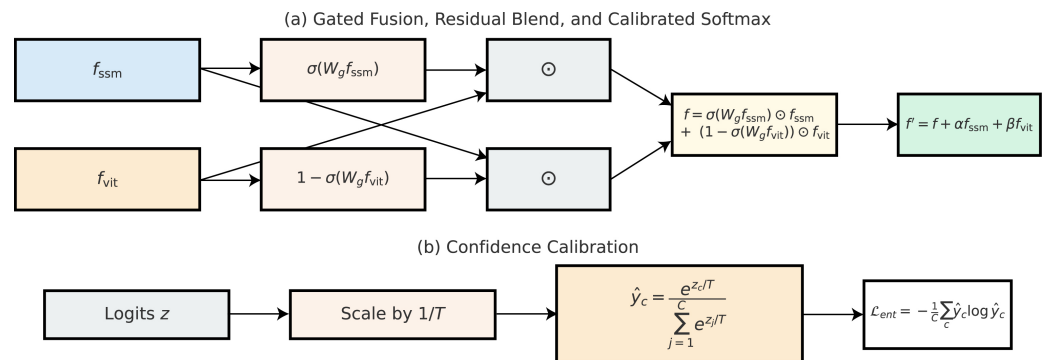 (a) Gated Fusion, Residual Blend, and Calibrated Softmax
f_ssm
σ(W_g f_ssm)
⊙
f = σ(W_g f_ssm) ⊙ f_ssm
+ (1 − σ(W_g f_vit)) ⊙ f_vit
f′ = f + αf_ssm + βf_vit
f_vit
1 − σ(W_g f_vit)
⊙
(b) Confidence Calibration
Logits z
Scale by 1/T
ŷ_c = e^{z_c/T} / ∑_{j=1}^{C} e^{z_j/T}
ℒ_ent = −1/C ∑_c ŷ_c log ŷ_c